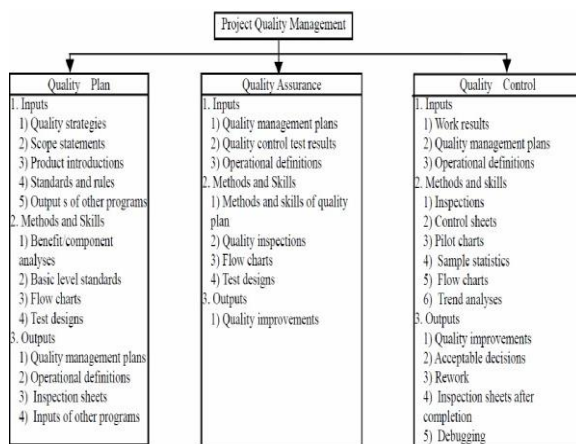 Project Quality Management
Quality Plan
1. Inputs
1) Quality strategies
2) Scope statements
3) Product introductions
4) Standards and rules
5) Output s of other programs
2. Methods and Skills
1) Benefit/component
analyses
2) Basic level standards
3) Flow charts
4) Test designs
3. Outputs
1) Quality management plans
2) Operational definitions
3) Inspection sheets
4) Inputs of other programs
Quality Assurance
1. Inputs
1) Quality management plans
2) Quality control test results
3) Operational definitions
2. Methods and Skills
1) Methods and skills of quality
plan
2) Quality inspections
3) Flow charts
4) Test designs
3. Outputs
1) Quality improvements
Quality Control
1. Inputs
1) Work results
2) Quality management plans
3) Operational definitions
2. Methods and skills
1) Inspections
2) Control sheets
3) Pilot charts
4) Sample statistics
5) Flow charts
6) Trend analyses
3. Outputs
1) Quality improvements
2) Acceptable decisions
3) Rework
4) Inspection sheets after
completion
5) Debugging